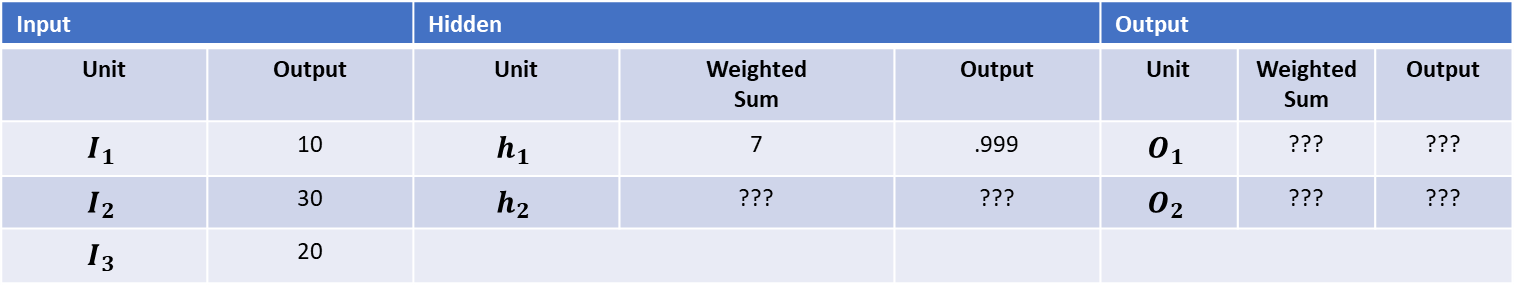 Input Hidden Output
Unit Output Unit Weighted Sum Output Unit Weighted Sum Output
I₁ 10 h₁ 7 .999 O₁ ??? ???
I₂ 30 h₂ ??? ??? O₂ ??? ???
I₃ 20